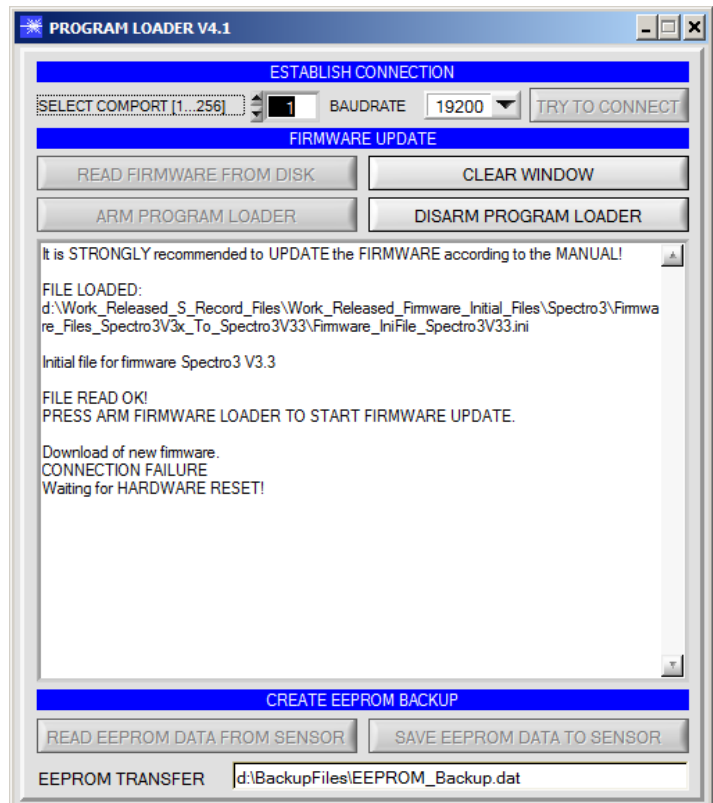 PROGRAM LOADER V4.1
ESTABLISH CONNECTION
SELECT COMPORT [1...256] 1 BAUDRATE 19200 TRY TO CONNECT
FIRMWARE UPDATE
READ FIRMWARE FROM DISK CLEAR WINDOW
ARM PROGRAM LOADER DISARM PROGRAM LOADER
It is STRONGLY recommended to UPDATE the FIRMWARE according to the MANUAL!
FILE LOADED:
d:\Work_Released_S_Record_Files\Work_Released_Firmware_Initial_Files\Spectro3\Firmwa
re_Files_Spectro3V3x_To_Spectro3V33\Firmware_IniFile_Spectro3V33.ini
Initial file for firmware Spectro3 V3.3
FILE READ OK!
PRESS ARM FIRMWARE LOADER TO START FIRMWARE UPDATE.
Download of new firmware.
CONNECTION FAILURE
Waiting for HARDWARE RESET!
CREATE EEPROM BACKUP
READ EEPROM DATA FROM SENSOR SAVE EEPROM DATA TO SENSOR
EEPROM TRANSFER d:\BackupFiles\EEPROM_Backup.dat